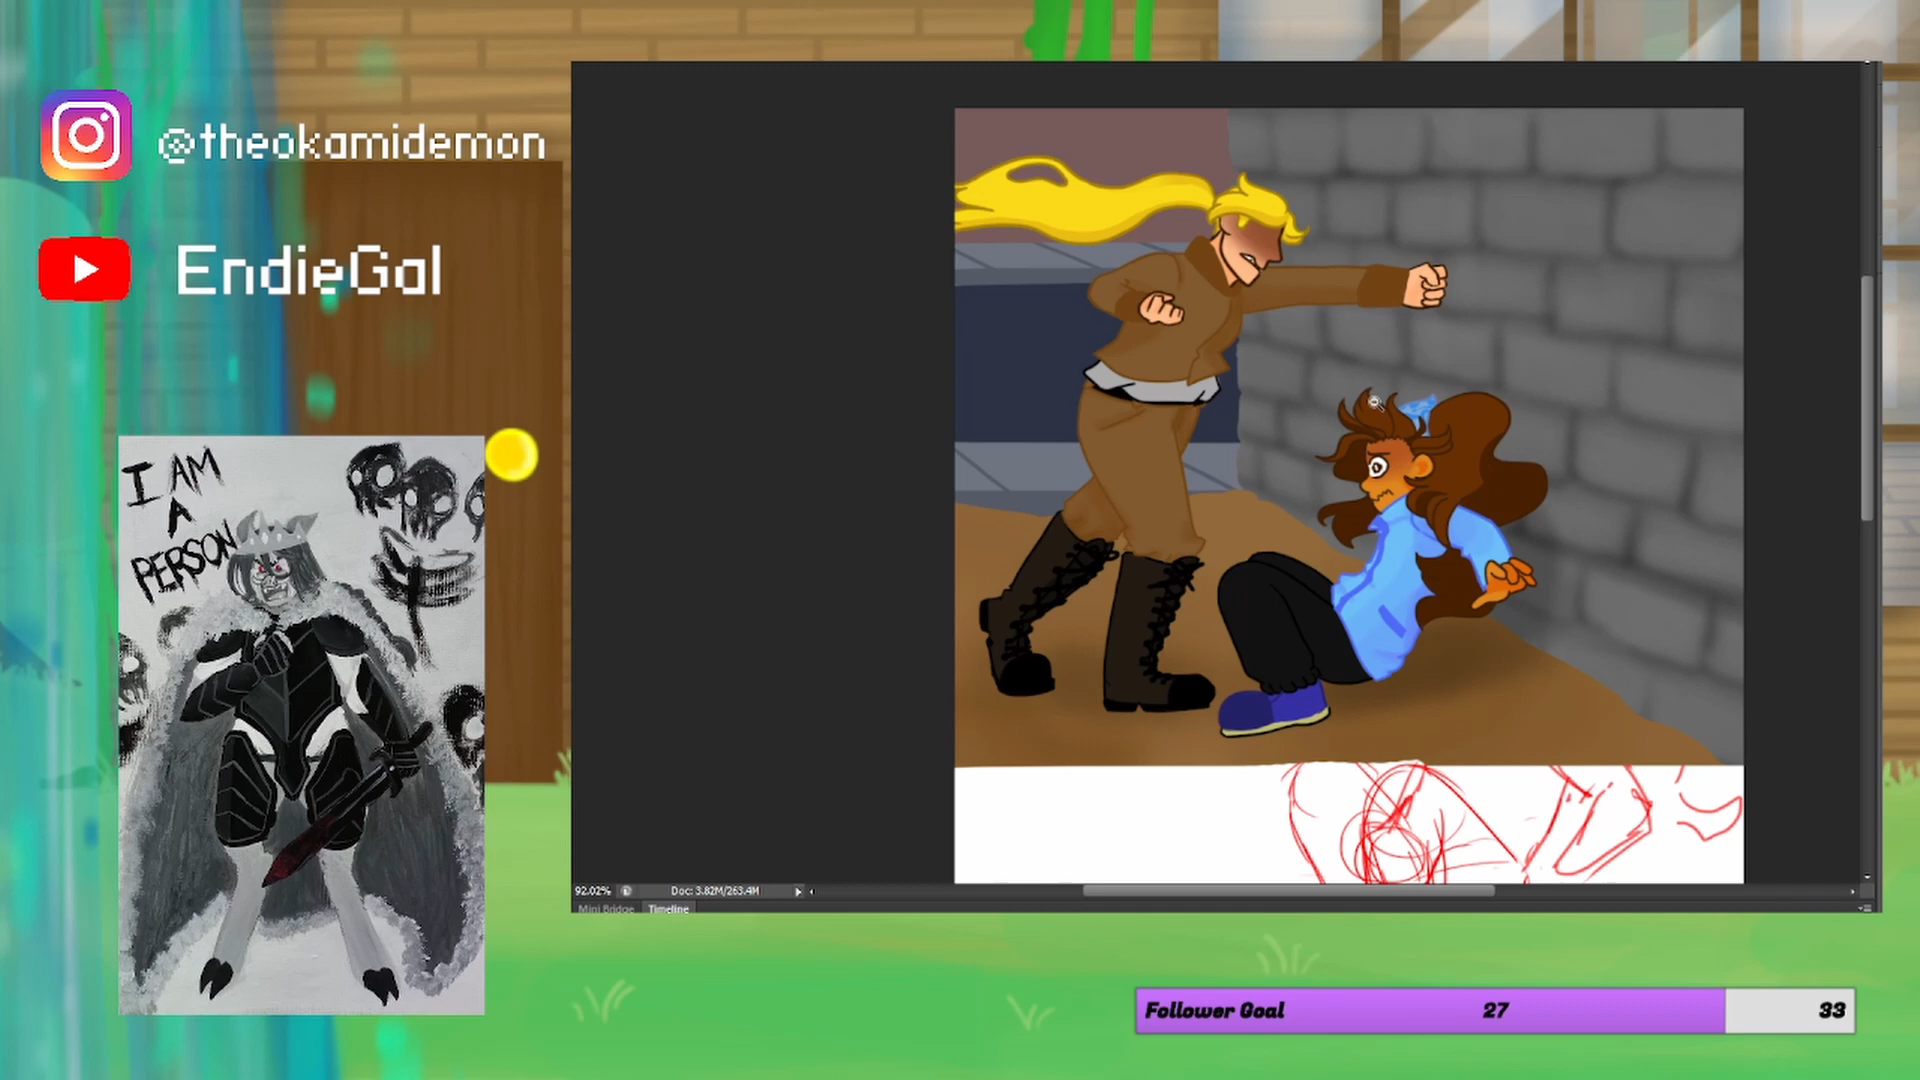 @theokamidemon
EndieGal
I AM
A
PERSON
92.02%
Doc: 3.82M/263.4M
Mini Bridge
Timeline
Follower Goal
27
33